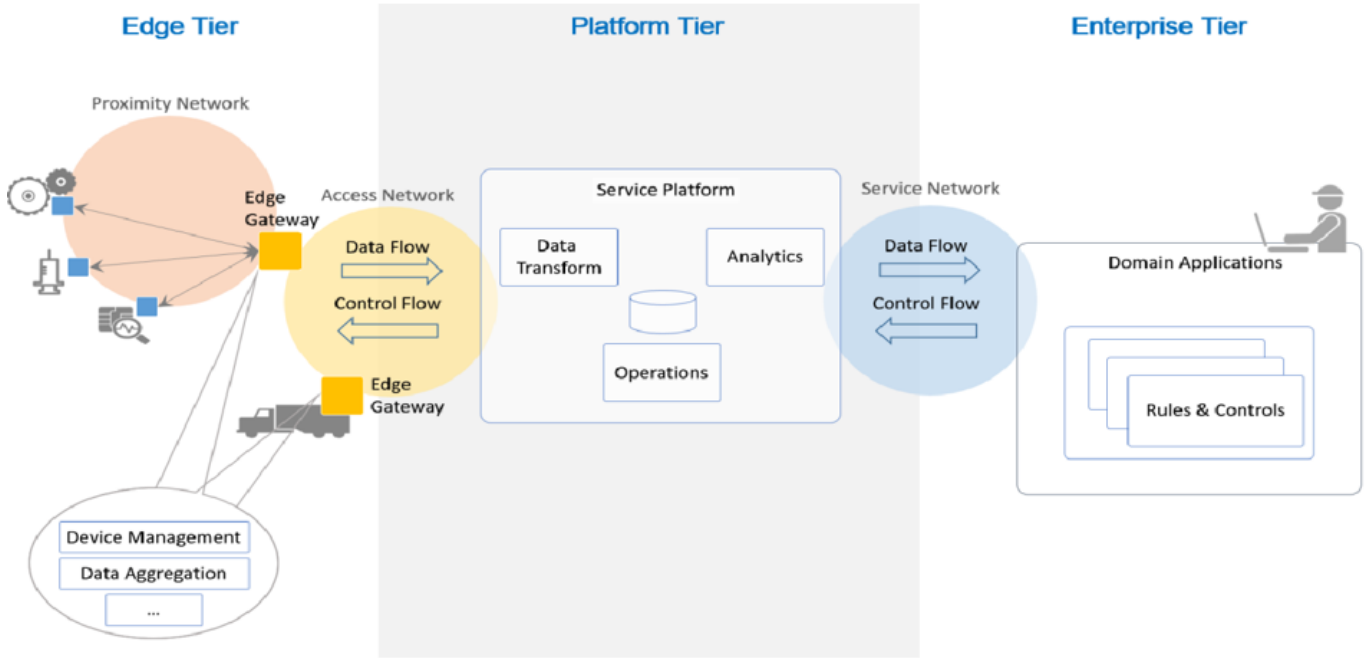 Edge Tier
Platform Tier
Enterprise Tier
Proximity Network
Edge
Gateway
Access Network
Data Flow
Control Flow
Edge
Gateway
Device Management
Data Aggregation
...
Service Platform
Data
Transform
Analytics
Operations
Service Network
Data Flow
Control Flow
Domain Applications
Rules & Controls